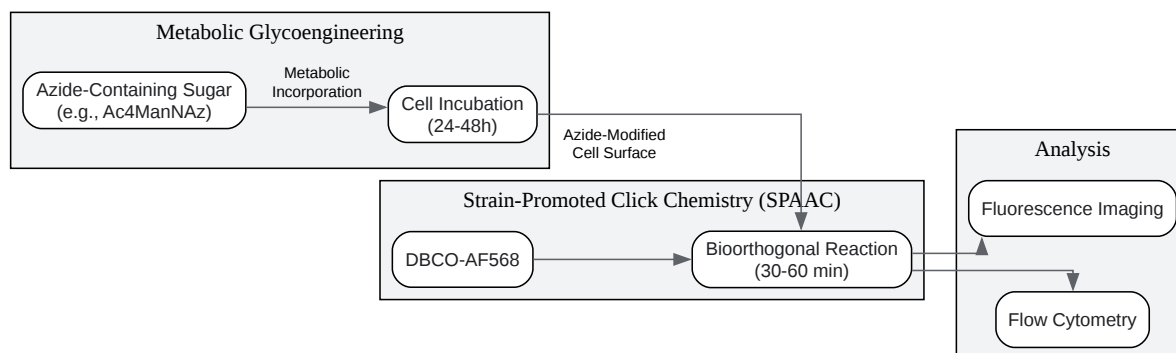 Metabolic Glycoengineering
Azide-Containing Sugar
(e.g., Ac4ManNAz)
Metabolic
Incorporation
Cell Incubation
(24-48h)
Azide-Modified
Cell Surface
Strain-Promoted Click Chemistry (SPAAC)
DBCO-AF568
Bioorthogonal Reaction
(30-60 min)
Analysis
Fluorescence Imaging
Flow Cytometry